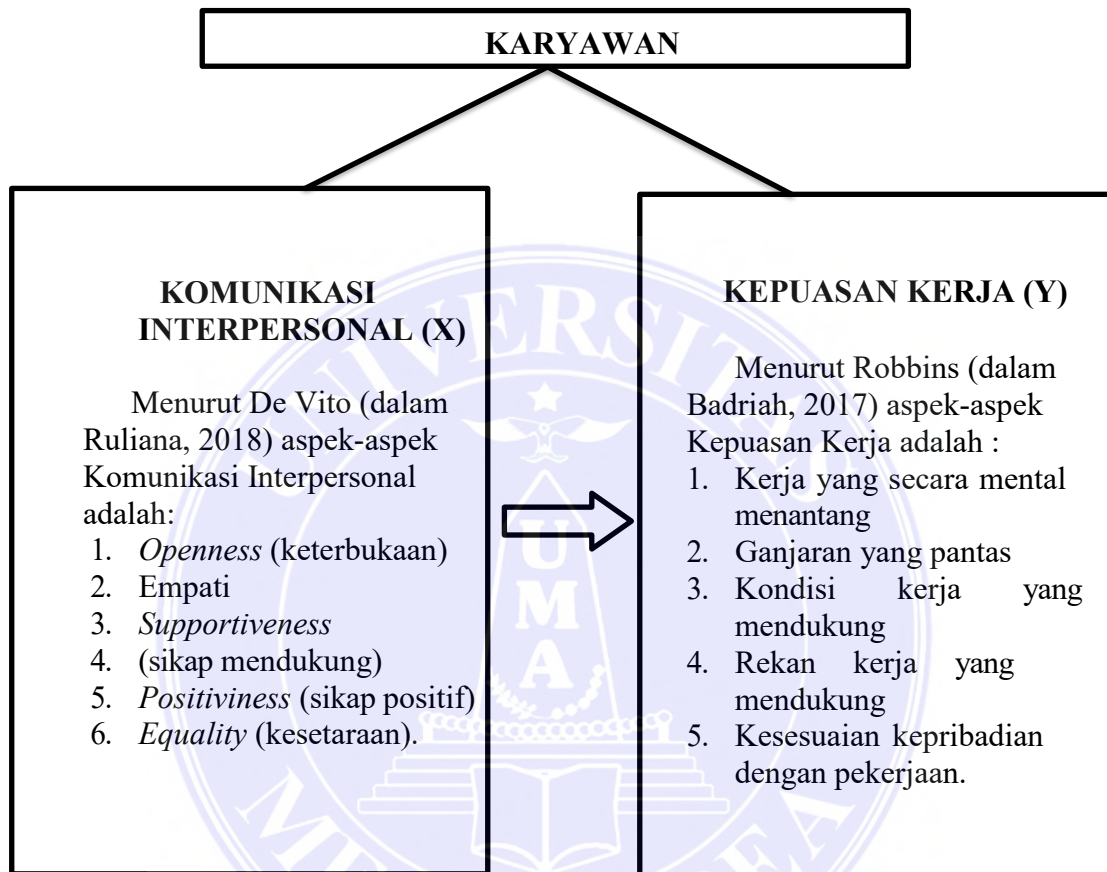 KARYAWAN
KOMUNIKASI
INTERPERSONAL (X)
Menurut De Vito (dalam
Ruliana, 2018) aspek-aspek
Komunikasi Interpersonal
adalah:
1. Openness (keterbukaan)
2. Empati
3. Supportiveness
4. (sikap mendukung)
5. Positiviness (sikap positif)
6. Equality (kesetaraan).
KEPUASAN KERJA (Y)
Menurut Robbins (dalam
Badriah, 2017) aspek-aspek
Kepuasan Kerja adalah :
1. Kerja yang secara mental
menantang
2. Ganjaran yang pantas
3. Kondisi kerja yang
mendukung
4. Rekan kerja yang
mendukung
5. Kesesuaian kepribadian
dengan pekerjaan.
UNIVERSITAS
UMA